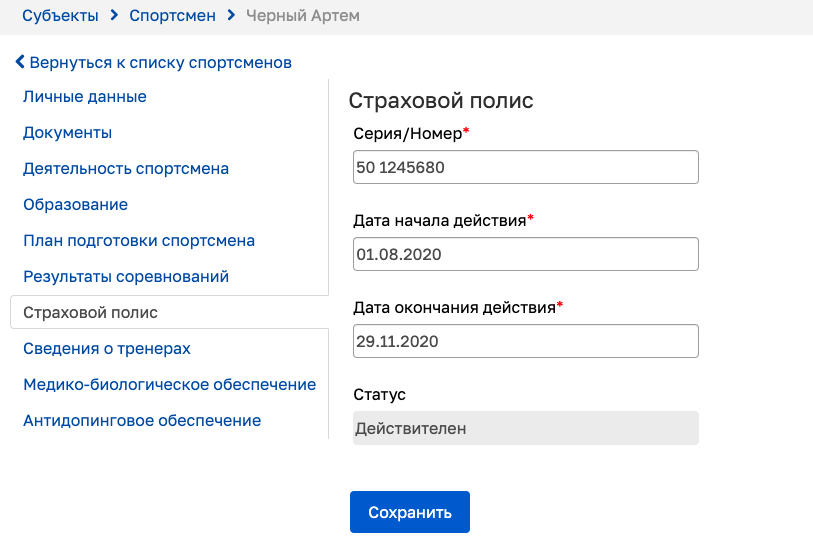 Субъекты > Спортсмен > Черный Артем
Вернуться к списку спортсменов
Личные данные
Документы
Деятельность спортсмена
Образование
План подготовки спортсмена
Результаты соревнований
Страховой полис
Сведения о тренерах
Медико-биологическое обеспечение
Антидопинговое обеспечение
Страховой полис
Серия/Номер*
50 1245680
Дата начала действия*
01.08.2020
Дата окончания действия*
29.11.2020
Статус
Действителен
Сохранить